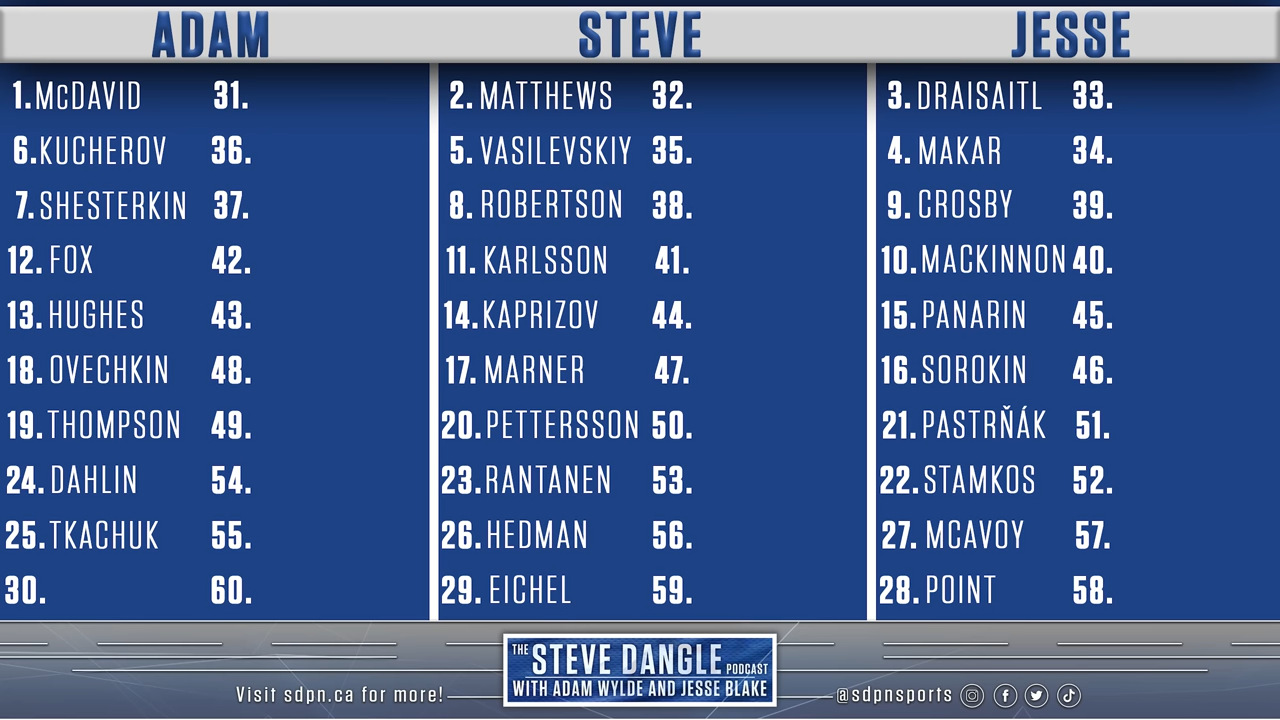 ADAM STEVE JESSE
1. McDAVID 31. 2. MATTHEWS 32. 3. DRAISAITL 33.
6. KUCHEROV 36. 5. VASILEVSKIY 35. 4. MAKAR 34.
7. SHESTERKIN 37. 8. ROBERTSON 38. 9. CROSBY 39.
12. FOX 42. 11. KARLSSON 41. 10. MACKINNON 40.
13. HUGHES 43. 14. KAPRIZOV 44. 15. PANARIN 45.
18. OVECHKIN 48. 17. MARNER 47. 16. SOROKIN 46.
19. THOMPSON 49. 20. PETTERSSON 50. 21. PASTRŇÁK 51.
24. DAHLIN 54. 23. RANTANEN 53. 22. STAMKOS 52.
25. TKACHUK 55. 26. HEDMAN 56. 27. MCAVOY 57.
30. 60. 29. EICHEL 59. 28. POINT 58.
THE STEVE DANGLE PODCAST
WITH ADAM WYLDE AND JESSE BLAKE
Visit sdpn.ca for more! @sdpnsports